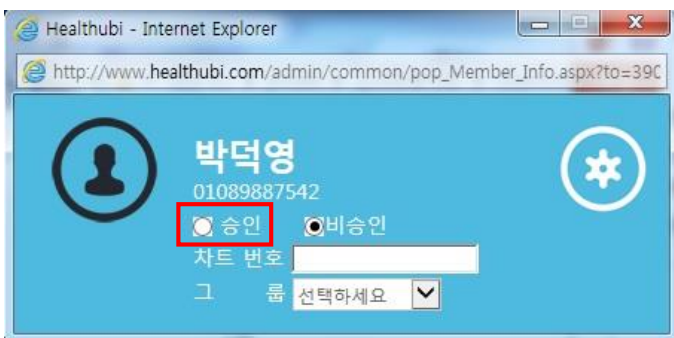 Healthubi - Internet Explorer
http://www.healthubi.com/admin/common/pop_Member_Info.aspx?to=39C
박덕영
01089887542
승인 비승인
차트 번호
그 룹 선택하세요